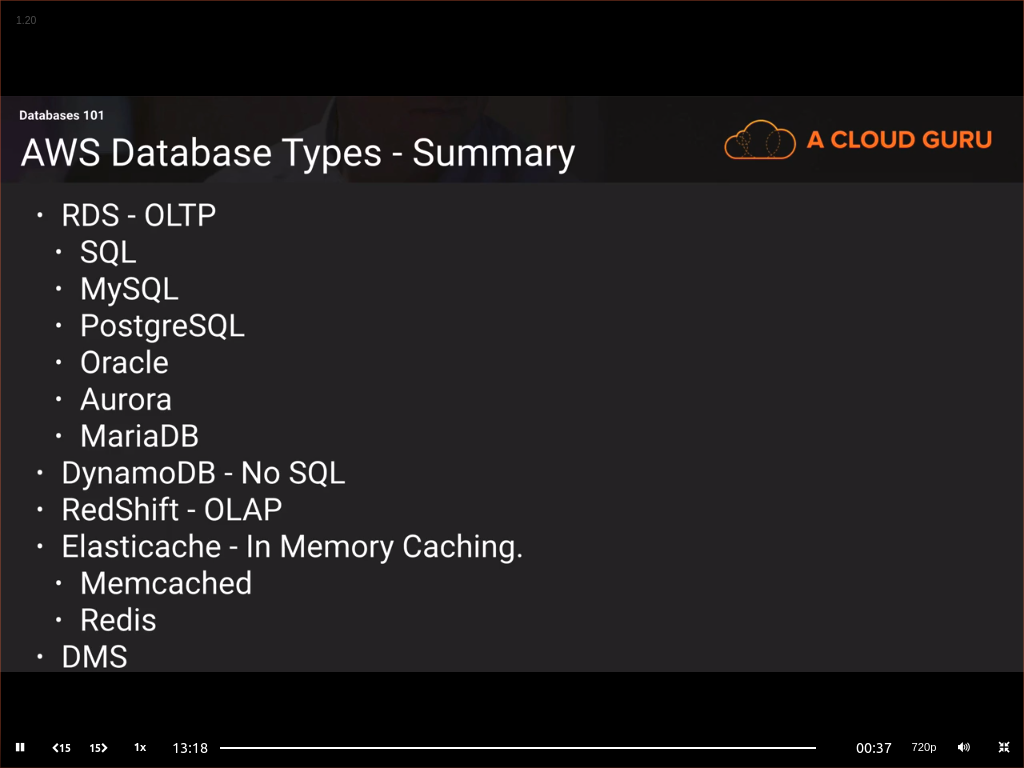 1.20
Databases 101
AWS Database Types - Summary
A CLOUD GURU
• RDS - OLTP
• SQL
• MySQL
• PostgreSQL
• Oracle
• Aurora
• MariaDB
• DynamoDB - No SQL
• RedShift - OLAP
• Elasticache - In Memory Caching.
• Memcached
• Redis
• DMS
15 15 1x 13:18 00:37 720p